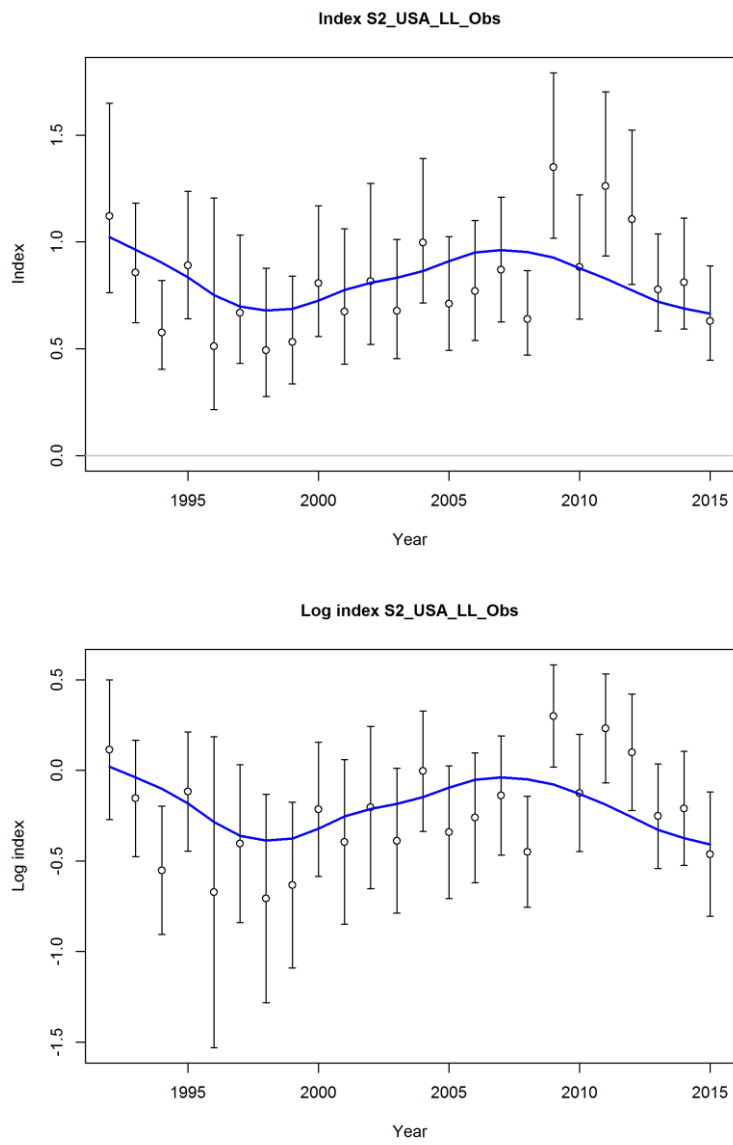 Index S2_USA_LL_Obs
Index
1.5
1.0
0.5
0.0
1995 2000 2005 2010 2015
Year
Log index S2_USA_LL_Obs
Log index
0.5
0.0
-0.5
-1.0
-1.5
1995 2000 2005 2010 2015
Year